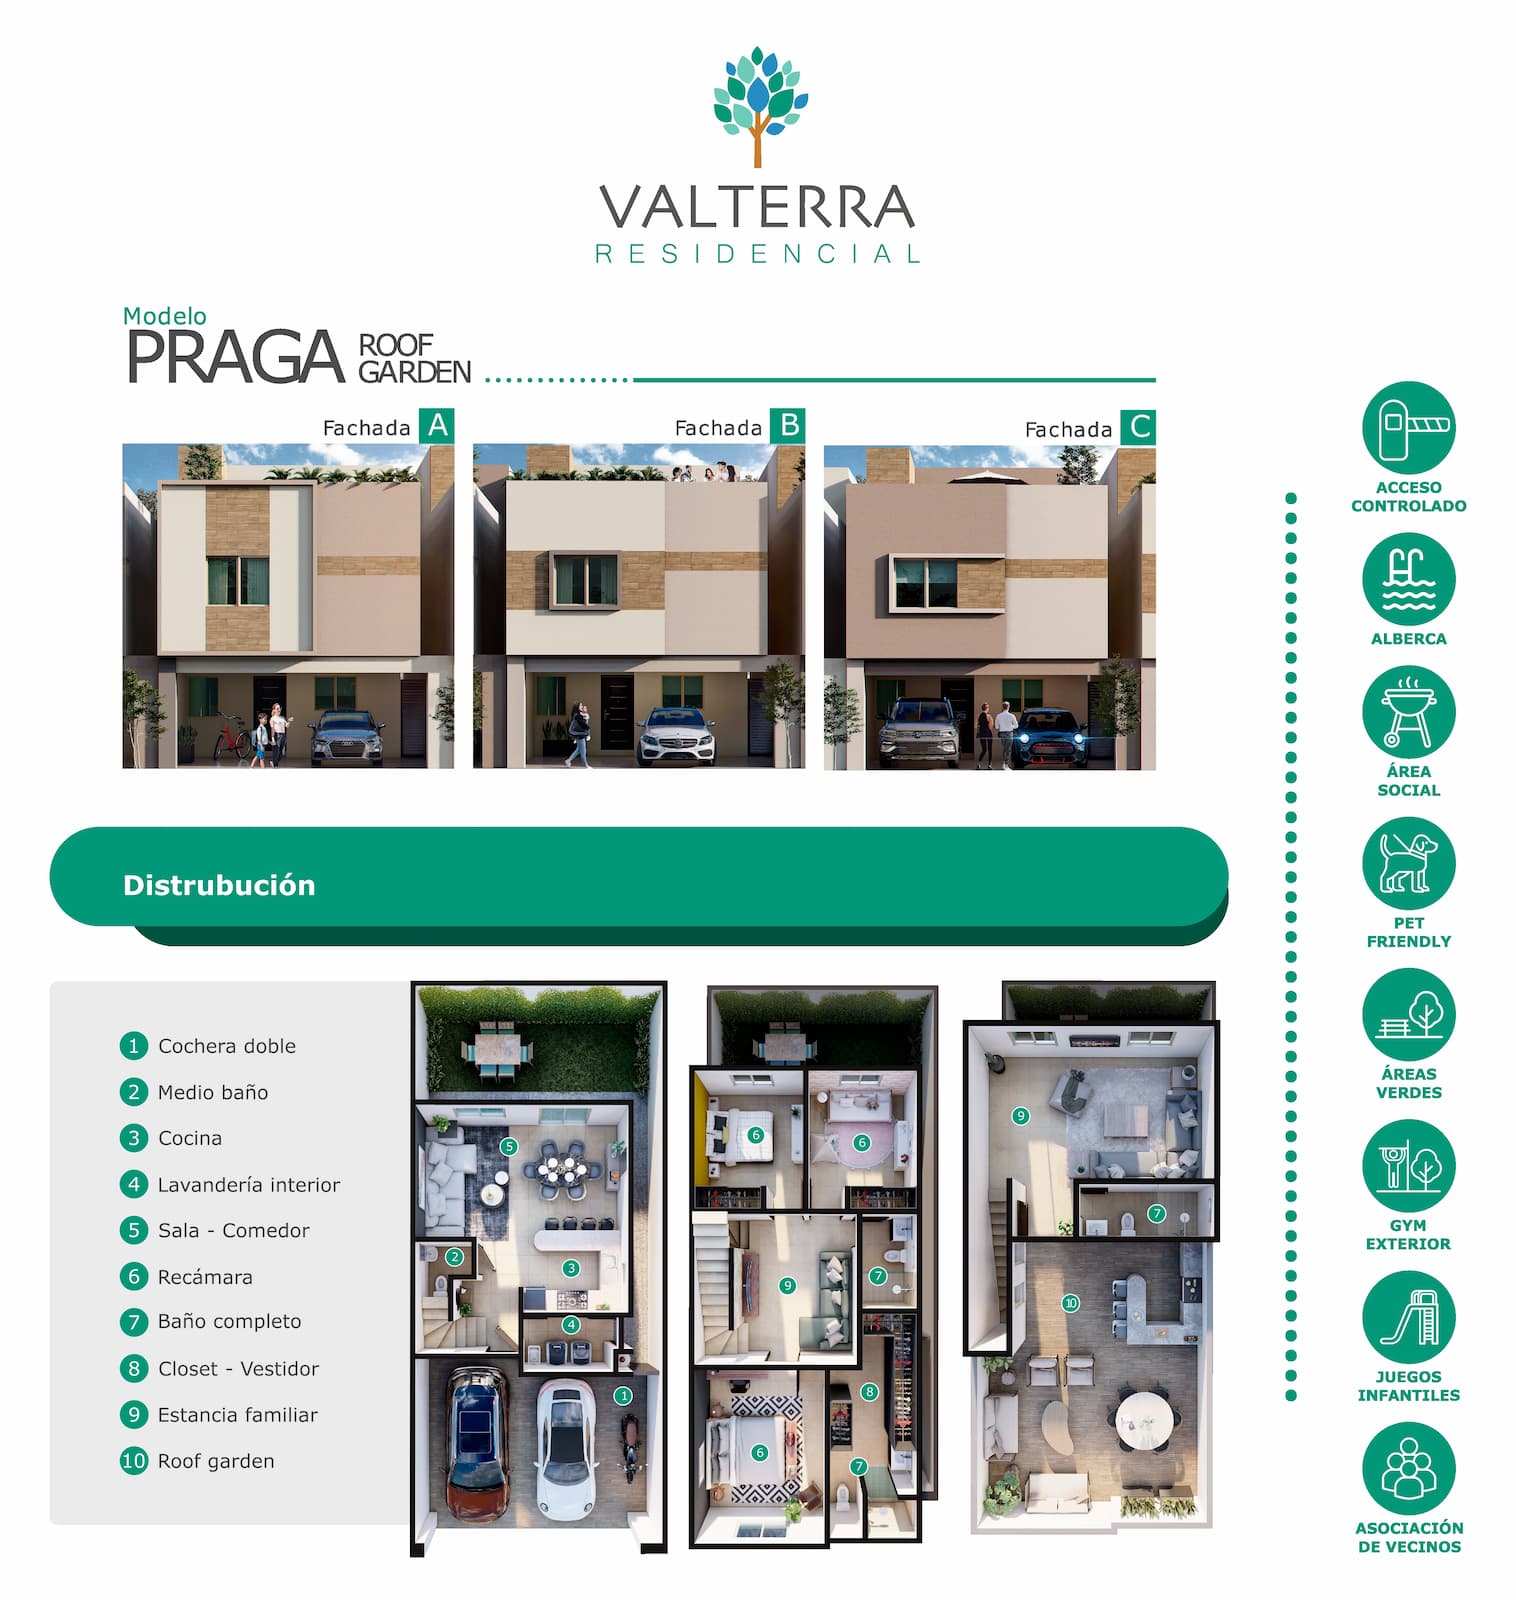 VALTERRA
RESIDENCIAL
Modelo
PRAGA ROOF
GARDEN
Fachada A
Fachada B
Fachada C
Distrubución
1 Cochera doble
2 Medio baño
3 Cocina
4 Lavandería interior
5 Sala - Comedor
6 Recámara
7 Baño completo
8 Closet - Vestidor
9 Estancia familiar
10 Roof garden
5
2
3
4
1
6
6
9
7
8
6
7
9
7
10
ACCESO
CONTROLADO
ALBERCA
ÁREA
SOCIAL
PET
FRIENDLY
ÁREAS
VERDES
GYM
EXTERIOR
JUEGOS
INFANTILES
ASOCIACIÓN
DE VECINOS